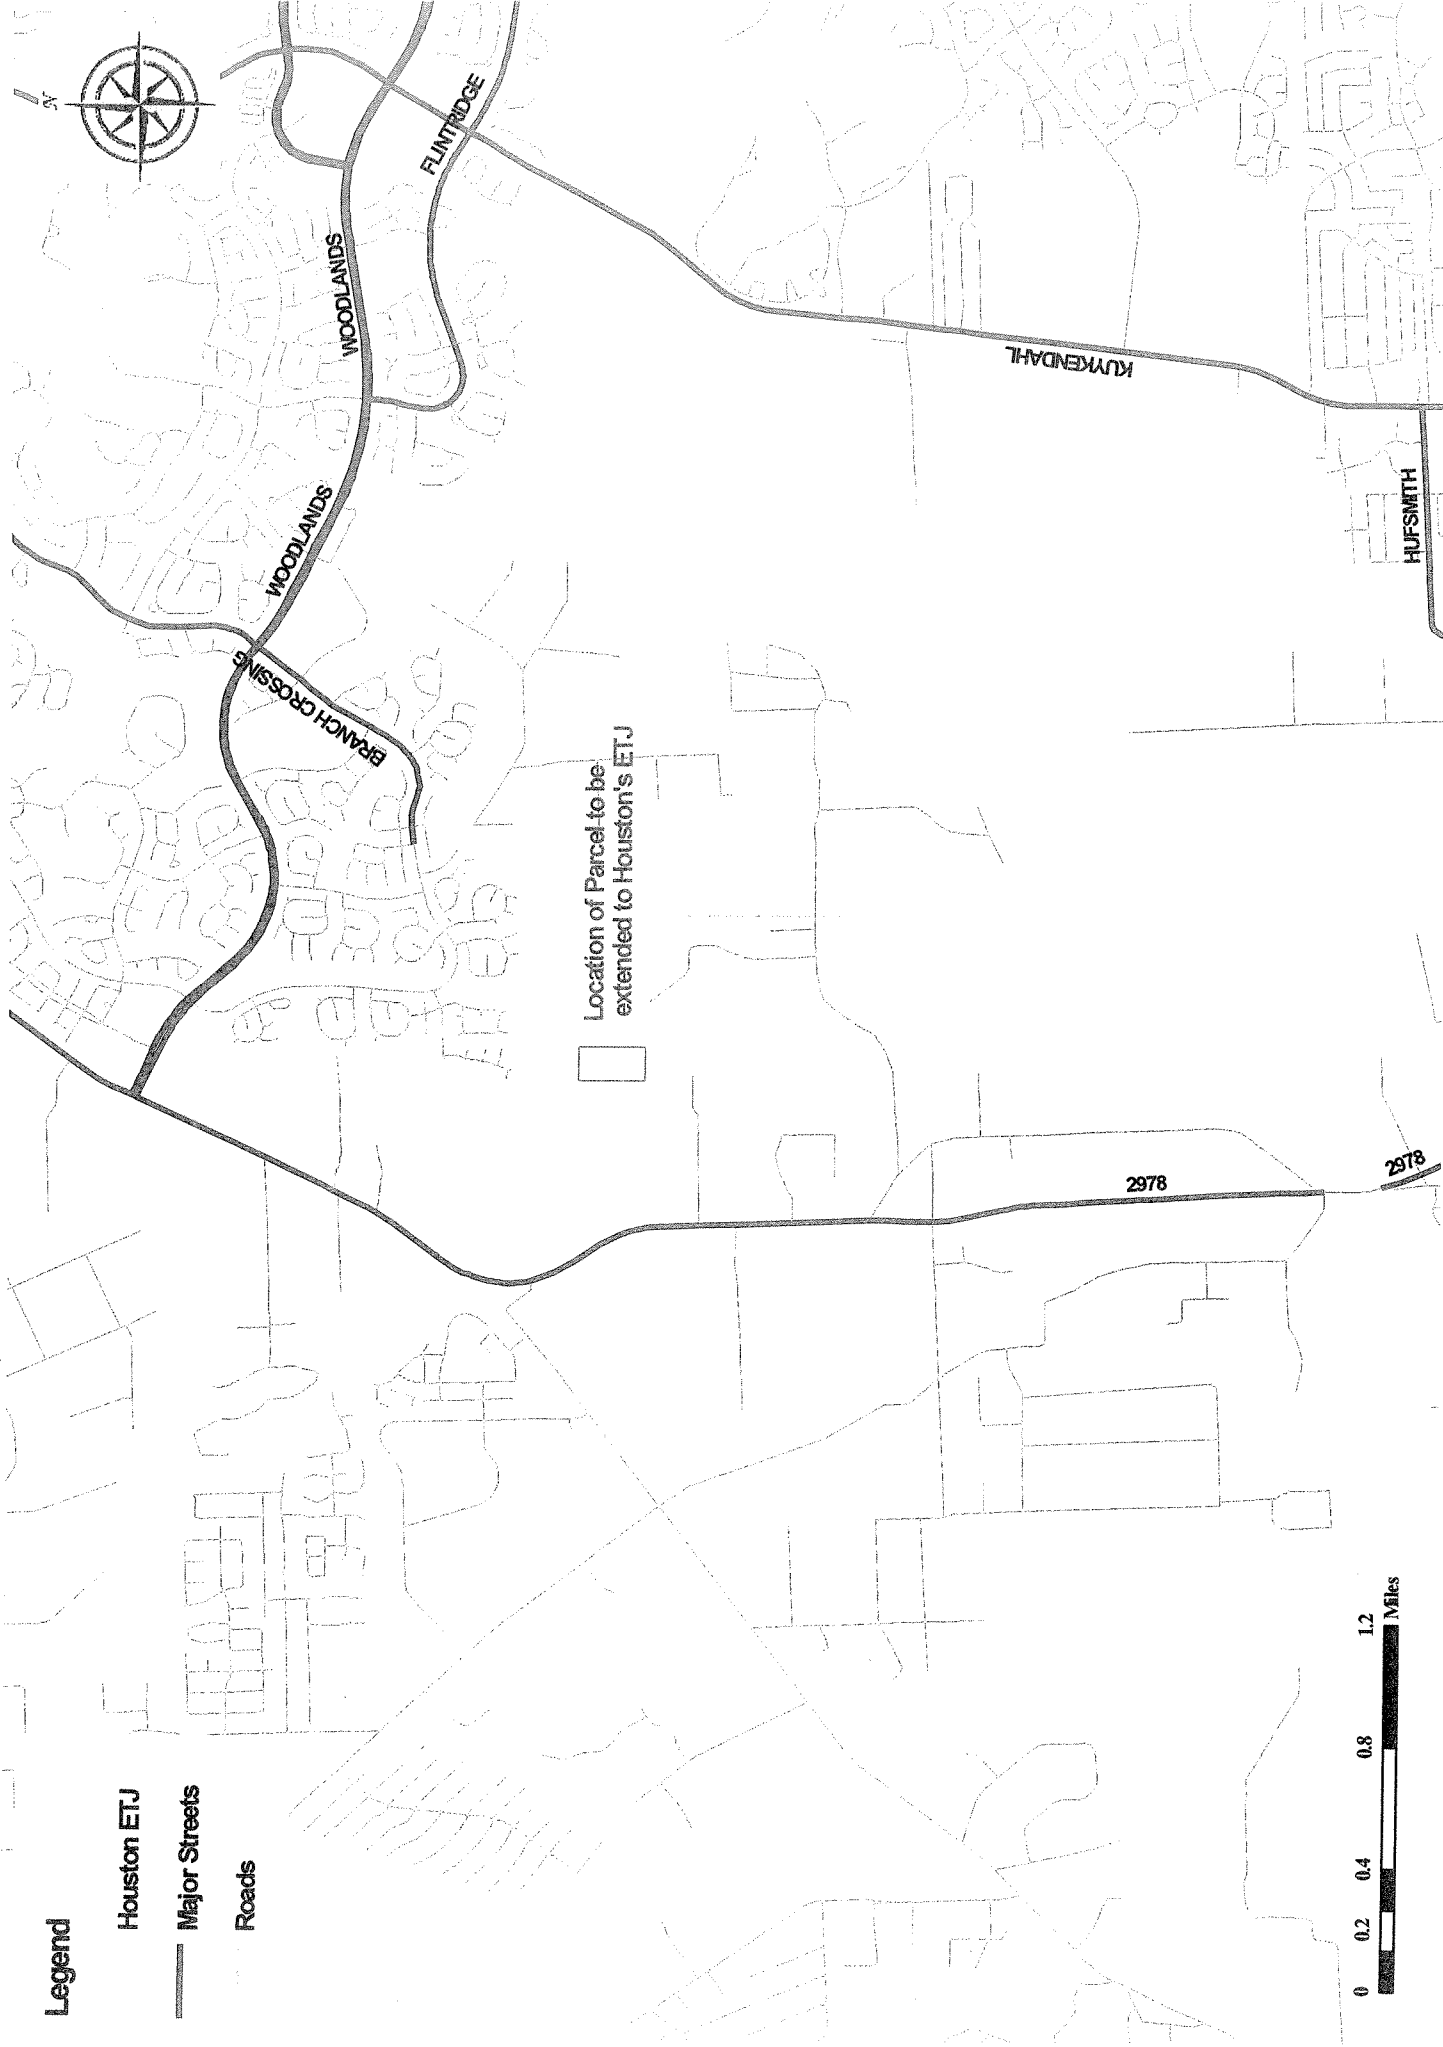 N
FLINTRIDGE
WOODLANDS
WOODLANDS
BRANCH CROSSING
KUYKENDAHL
HUFSMITH
Location of Parcel to be
extended to Houston's ETJ
2978
2978
Legend
Houston ETJ
Major Streets
Roads
0 0.2 0.4 0.8 1.2
Miles